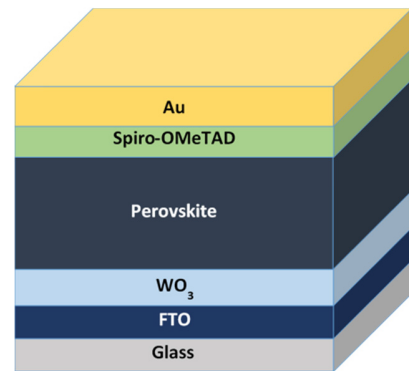 Au
Spiro-OMeTAD
Perovskite
WO₃
FTO
Glass